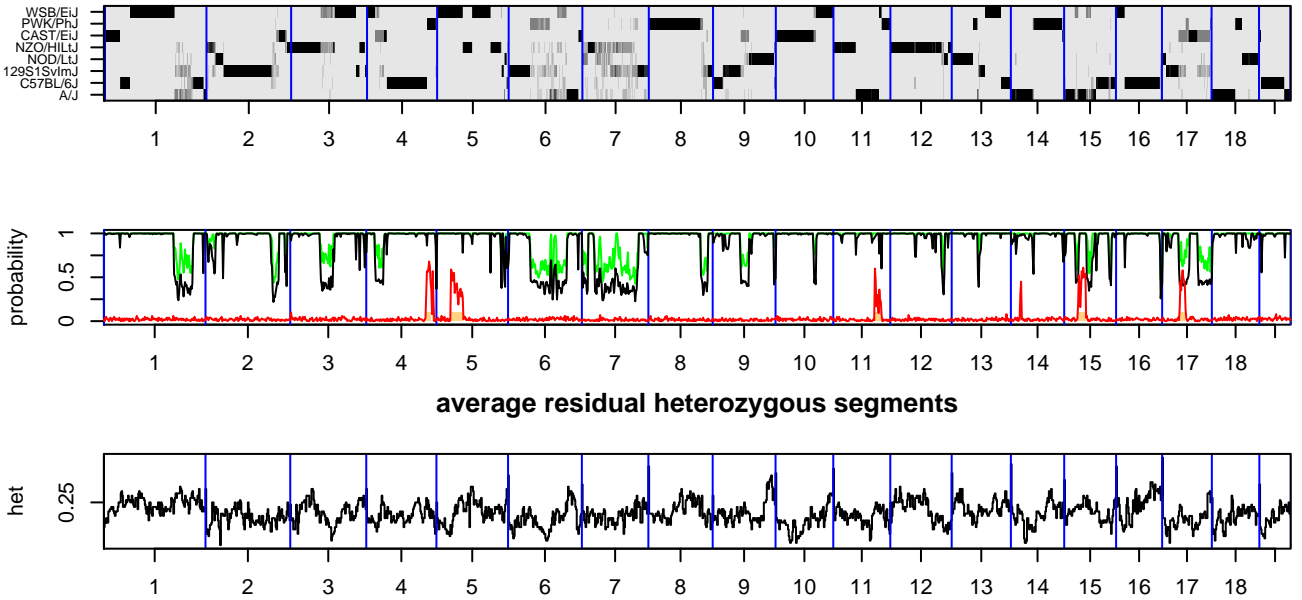 WSB/EiJ
PWK/PhJ
CAST/EiJ
NZO/HILtJ
NOD/LtJ
129S1SvImJ
C57BL/6J
A/J
1 2 3 4 5 6 7 8 9 10 11 12 13 14 15 16 17 18
probability
1
0.5
0
1 2 3 4 5 6 7 8 9 10 11 12 13 14 15 16 17 18
average residual heterozygous segments
het
0.25
1 2 3 4 5 6 7 8 9 10 11 12 13 14 15 16 17 18